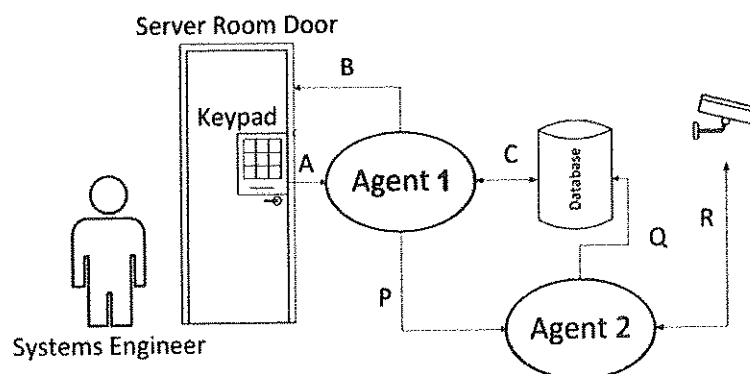 Server Room Door
B
Keypad
A
Agent 1
C
Database
R
Q
P
Agent 2
Systems Engineer